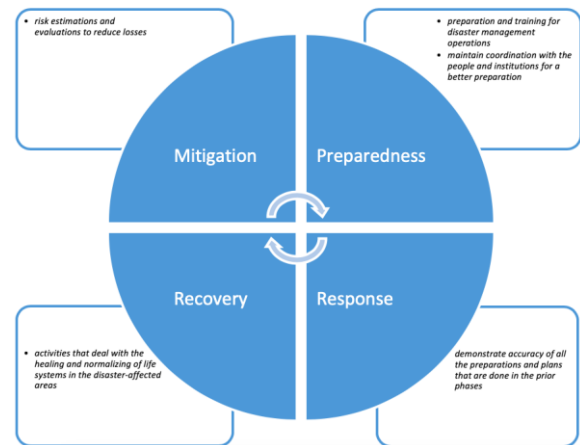 • risk estimations and
evaluations to reduce losses
• preparation and training for
disaster management
operations
• maintain coordination with the
people and institutions for a
better preparation
Mitigation
Preparedness
Recovery
Response
• activities that deal with the
healing and normalizing of life
systems in the disaster-affected
areas
demonstrate accuracy of all
the preparations and plans
that are done in the prior
phases